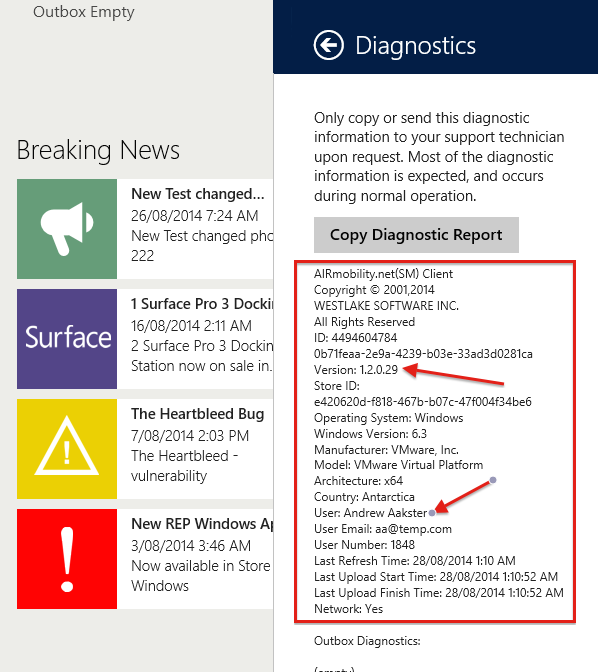 Outbox Empty
Breaking News
New Test changed...
26/08/2014 7:24 AM
New Test changed pho
222
Surface
1 Surface Pro 3 Dockin
16/08/2014 2:11 AM
2 Surface Pro 3 Dockin
Station now on sale in.
The Heartbleed Bug
7/08/2014 2:03 PM
The Heartbleed -
vulnerability
New REP Windows Ap
3/08/2014 3:46 AM
Now available in Store
Windows
Diagnostics
Only copy or send this diagnostic
information to your support technician
upon request. Most of the diagnostic
information is expected, and occurs
during normal operation.
Copy Diagnostic Report
AIRmobility.net(SM) Client
Copyright © 2001,2014
WESTLAKE SOFTWARE INC.
All Rights Reserved
ID: 4494604784
0b71feaa-2e9a-4239-b03e-33ad3d0281ca
Version: 1.2.0.29
Store ID:
e420620d-f818-467b-b07c-47f004f34be6
Operating System: Windows
Windows Version: 6.3
Manufacturer: VMware, Inc.
Model: VMware Virtual Platform
Architecture: x64
Country: Antarctica
User: Andrew Aakster
User Email: aa@temp.com
User Number: 1848
Last Refresh Time: 28/08/2014 1:10 AM
Last Upload Start Time: 28/08/2014 1:10:52 AM
Last Upload Finish Time: 28/08/2014 1:10:52 AM
Network: Yes
Outbox Diagnostics:
(empty)